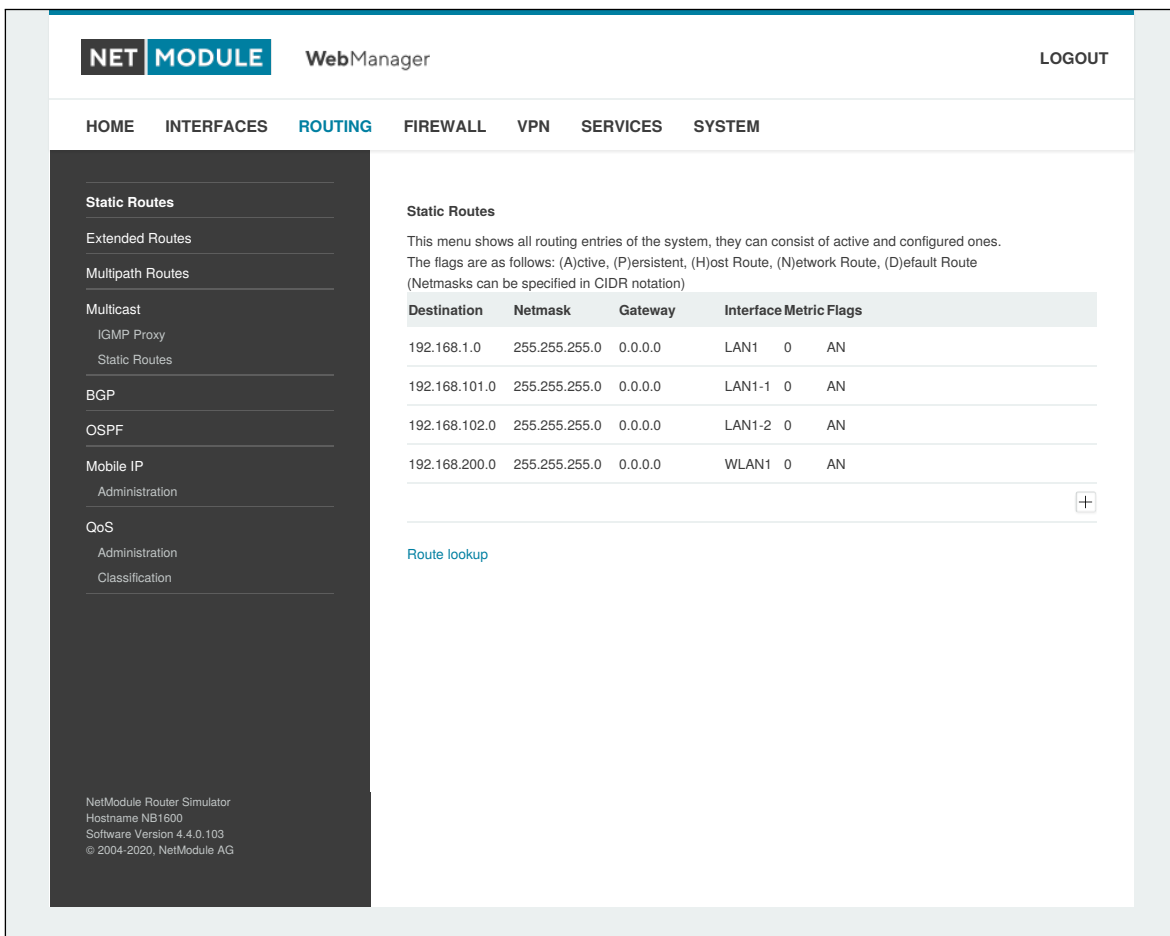 NET MODULE WebManager LOGOUT
HOME INTERFACES ROUTING FIREWALL VPN SERVICES SYSTEM
Static Routes
Extended Routes
Multipath Routes
Multicast
IGMP Proxy
Static Routes
BGP
OSPF
Mobile IP
Administration
QoS
Administration
Classification
NetModule Router Simulator
Hostname NB1600
Software Version 4.4.0.103
© 2004-2020, NetModule AG
Static Routes
This menu shows all routing entries of the system, they can consist of active and configured ones.
The flags are as follows: (A)ctive, (P)ersistent, (H)ost Route, (N)etwork Route, (D)efault Route
(Netmasks can be specified in CIDR notation)
Destination Netmask Gateway Interface Metric Flags
192.168.1.0 255.255.255.0 0.0.0.0 LAN1 0 AN
192.168.101.0 255.255.255.0 0.0.0.0 LAN1-1 0 AN
192.168.102.0 255.255.255.0 0.0.0.0 LAN1-2 0 AN
192.168.200.0 255.255.255.0 0.0.0.0 WLAN1 0 AN
Route lookup